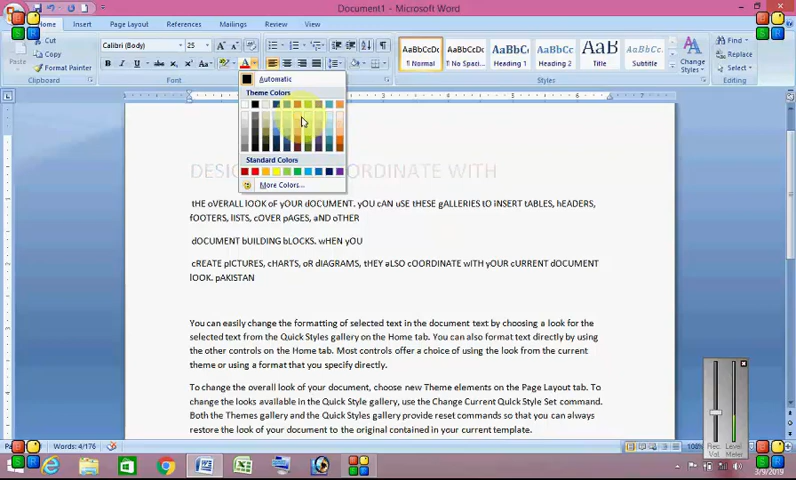 Document1 - Microsoft Word
Home Insert Page Layout References Mailings Review View
Cut
Copy
Format Painter
Paste
Calibri (Body) 25
AaBbCcDc AaBbCcDc AaBbCc AaBbCc AaB AaBbCc
¶ Normal ¶ No Spaci... Heading 1 Heading 2 Title Subtitle
Change
Styles
Find
Replace
Select
Automatic
Theme Colors
Standard Colors
More Colors...
tHE oVERALL lOOK oF yOUR dOCUMENT. yOU cAN uSE tHESE gALLERIES tO iNSERT tABLES, hEADERS,
fOOTERS, lISTS, cOVER pAGES, aND oTHER
dOCUMENT bUILDING bLOCKS. wHEN yOU
cREATE pICTURES, cHARTS, oR dIAGRAMS, tHEY aLSO cOORDINATE wITH yOUR cURRENT dOCUMENT
lOOK. pAKISTAN
You can easily change the formatting of selected text in the document text by choosing a look for the
selected text from the Quick Styles gallery on the Home tab. You can also format text directly by using
the other controls on the Home tab. Most controls offer a choice of using the look from the current
theme or using a format that you specify directly.
To change the overall look of your document, choose new Theme elements on the Page Layout tab. To
change the looks available in the Quick Style gallery, use the Change Current Quick Style Set command.
Both the Themes gallery and the Quick Styles gallery provide reset commands so that you can always
restore the look of your document to the original contained in your current template.
Words: 4/176
Rec. Level
Vol Meter
3/9/2019